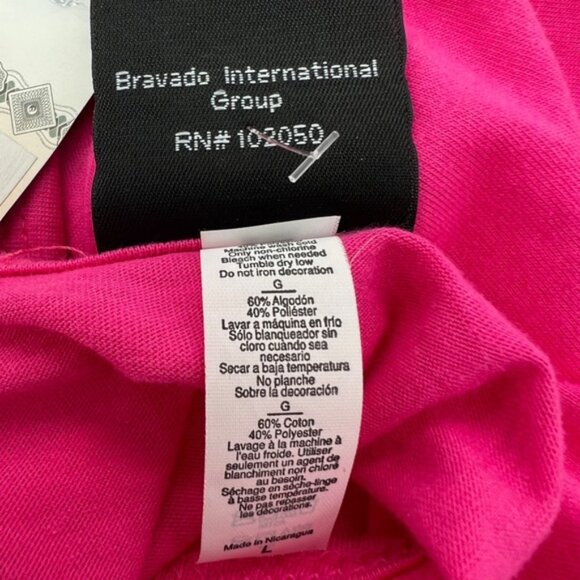 Bravado International
Group
RN# 102050
Machine wash cold
Only non-chlorine
Bleach when needed
Tumble dry low
Do not iron decoration
G
60% Algodón
40% Poliéster
Lavar a máquina en frío
Sólo blanqueador sin
cloro cuando sea
necesario
Secar a baja temperatura
No planche
Sobre la decoración
G
60% Coton
40% Polyester
Lavage à la machine à
l'eau froide. Utiliser
seulement un agent de
blanchiment non chloré
au besoin.
Séchage en sèche-linge
à basse température.
Ne pas repasser
les décorations.
Made in Nicaragua
L